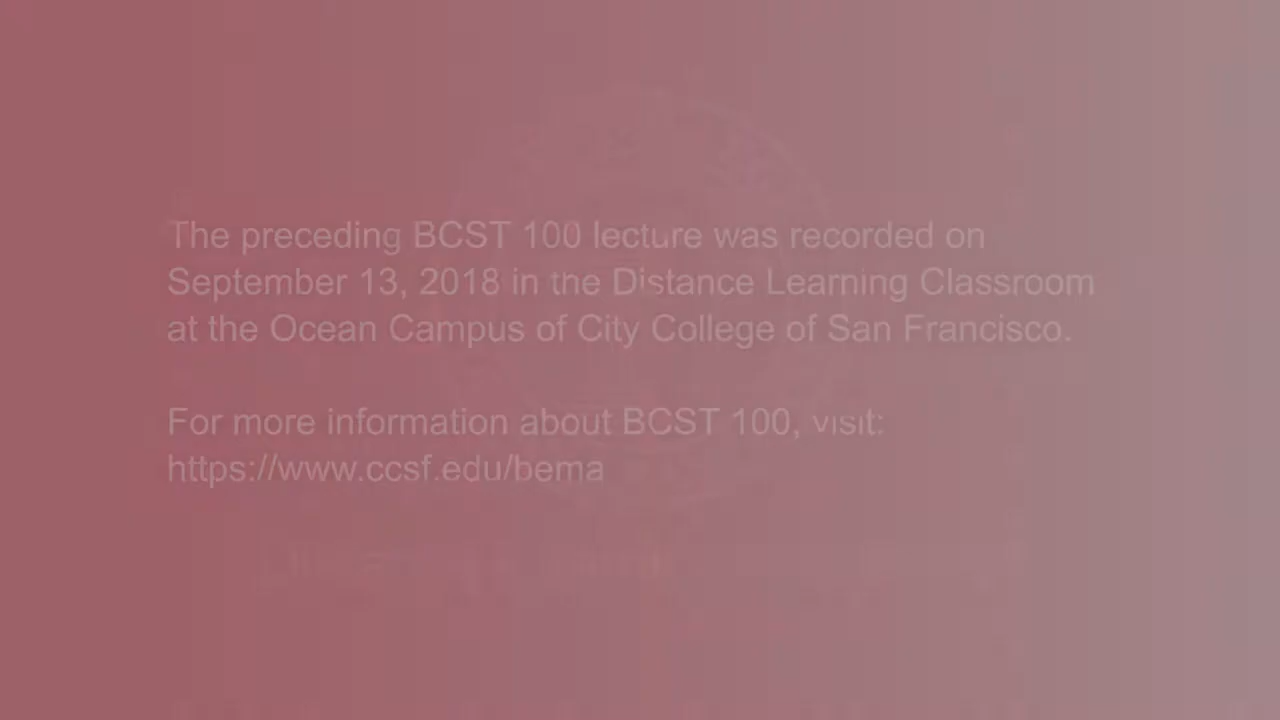 The preceding BCST 100 lecture was recorded on
September 13, 2018 in the Distance Learning Classroom
at the Ocean Campus of City College of San Francisco.
For more information about BCST 100, visit:
https://www.ccsf.edu/bema